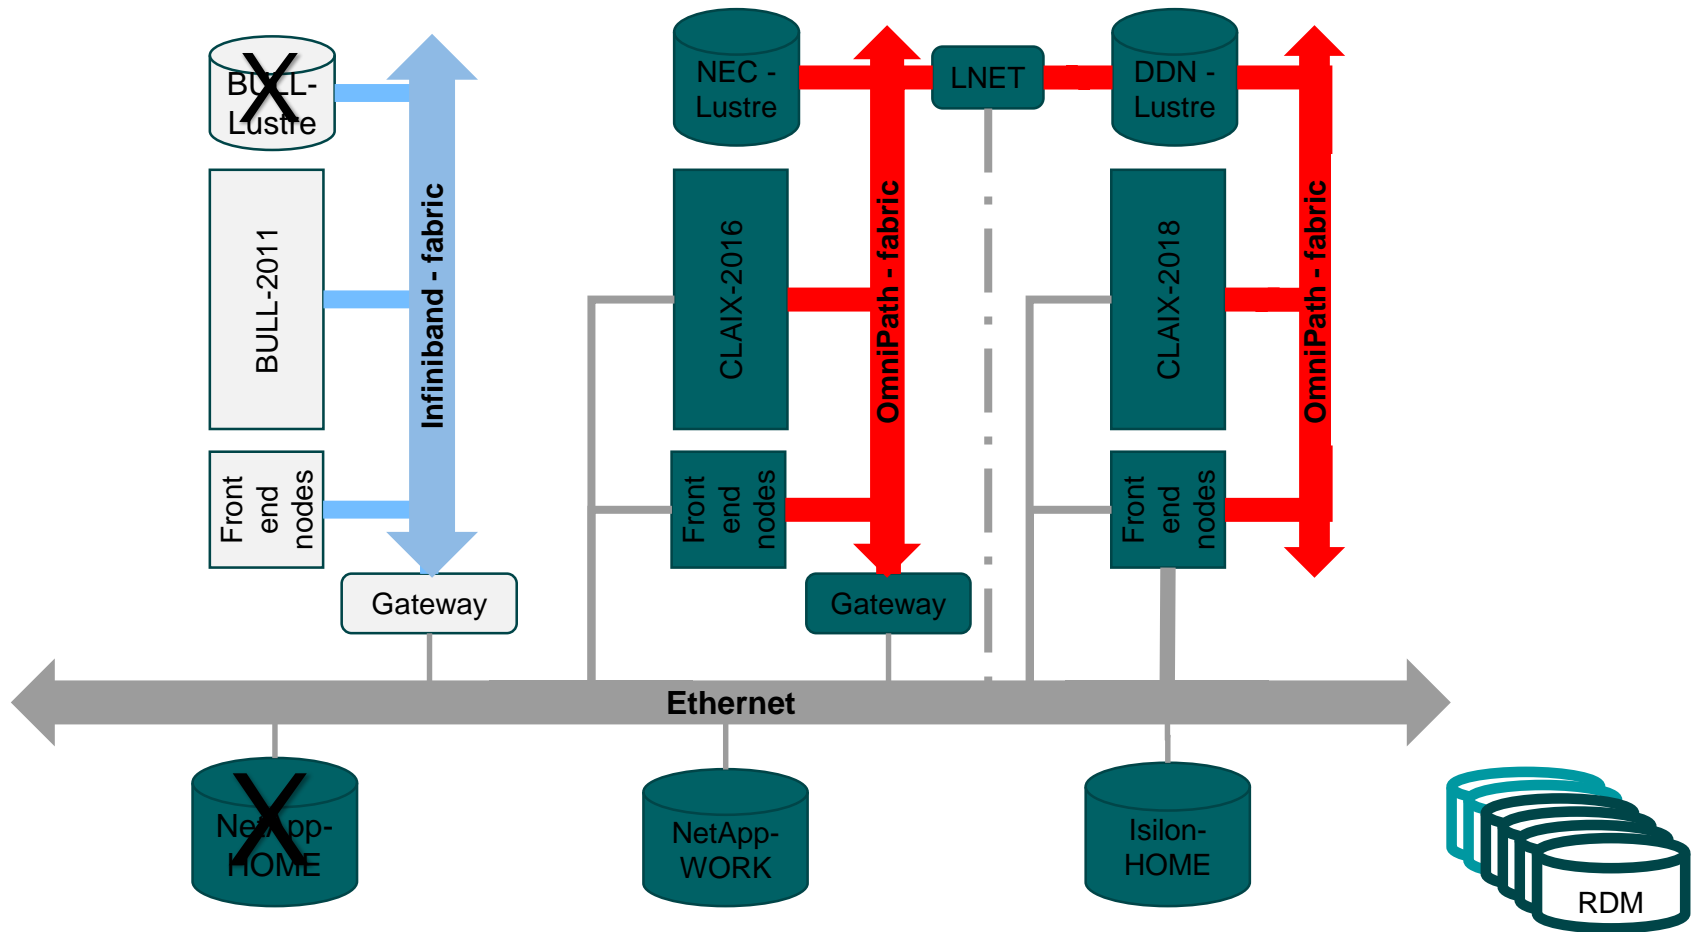 BULL-
Lustre
X
BULL-2011
Front
end
nodes
Infiniband - fabric
Gateway
NEC -
Lustre
CLAIX-2016
Front
end
nodes
OmniPath - fabric
Gateway
LNET
DDN -
Lustre
CLAIX-2018
Front
end
nodes
OmniPath - fabric
Ethernet
NetApp-
HOME
X
NetApp-
WORK
Isilon-
HOME
RDM